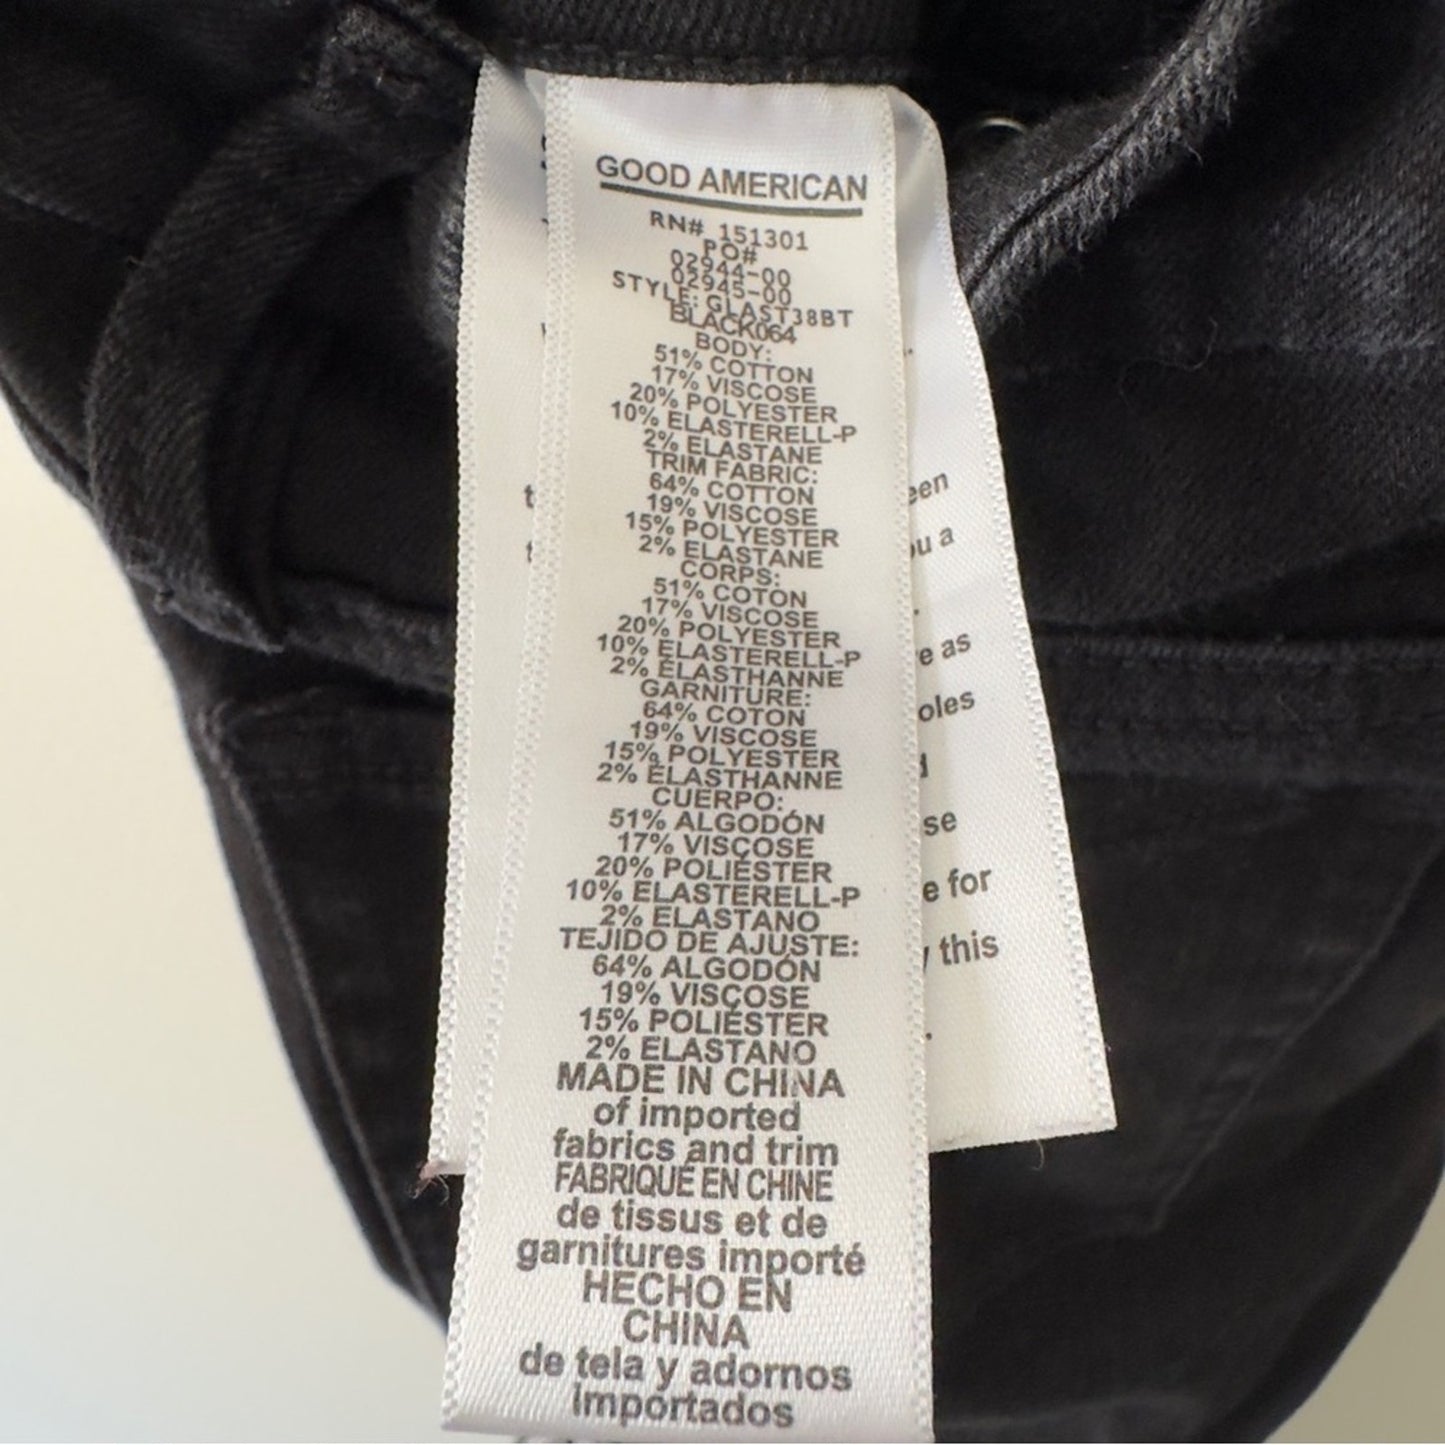 GOOD AMERICAN
RN# 151301
PO#
02944-00
02945-00
STYLE: GLAST38BT
BLACK064
BODY:
51% COTTON
17% VISCOSE
20% POLYESTER
10% ELASTERELL-P
2% ELASTANE
TRIM FABRIC:
64% COTTON
19% VISCOSE
15% POLYESTER
2% ELASTANE
CORPS:
51% COTON
17% VISCOSE
20% POLYESTER
10% ELASTERELL-P
2% ELASTHANNE
GARNITURE:
64% COTON
19% VISCOSE
15% POLYESTER
2% ELASTHANNE
CUERPO:
51% ALGODÓN
17% VISCOSE
20% POLIÉSTER
10% ELASTERELL-P
2% ELASTANO
TEJIDO DE AJUSTE:
64% ALGODÓN
19% VISCOSE
15% POLIÉSTER
2% ELASTANO
MADE IN CHINA
of imported
fabrics and trim
FABRIQUÉ EN CHINE
de tissus et de
garnitures importé
HECHO EN
CHINA
de tela y adornos
importados
a
as
for
this